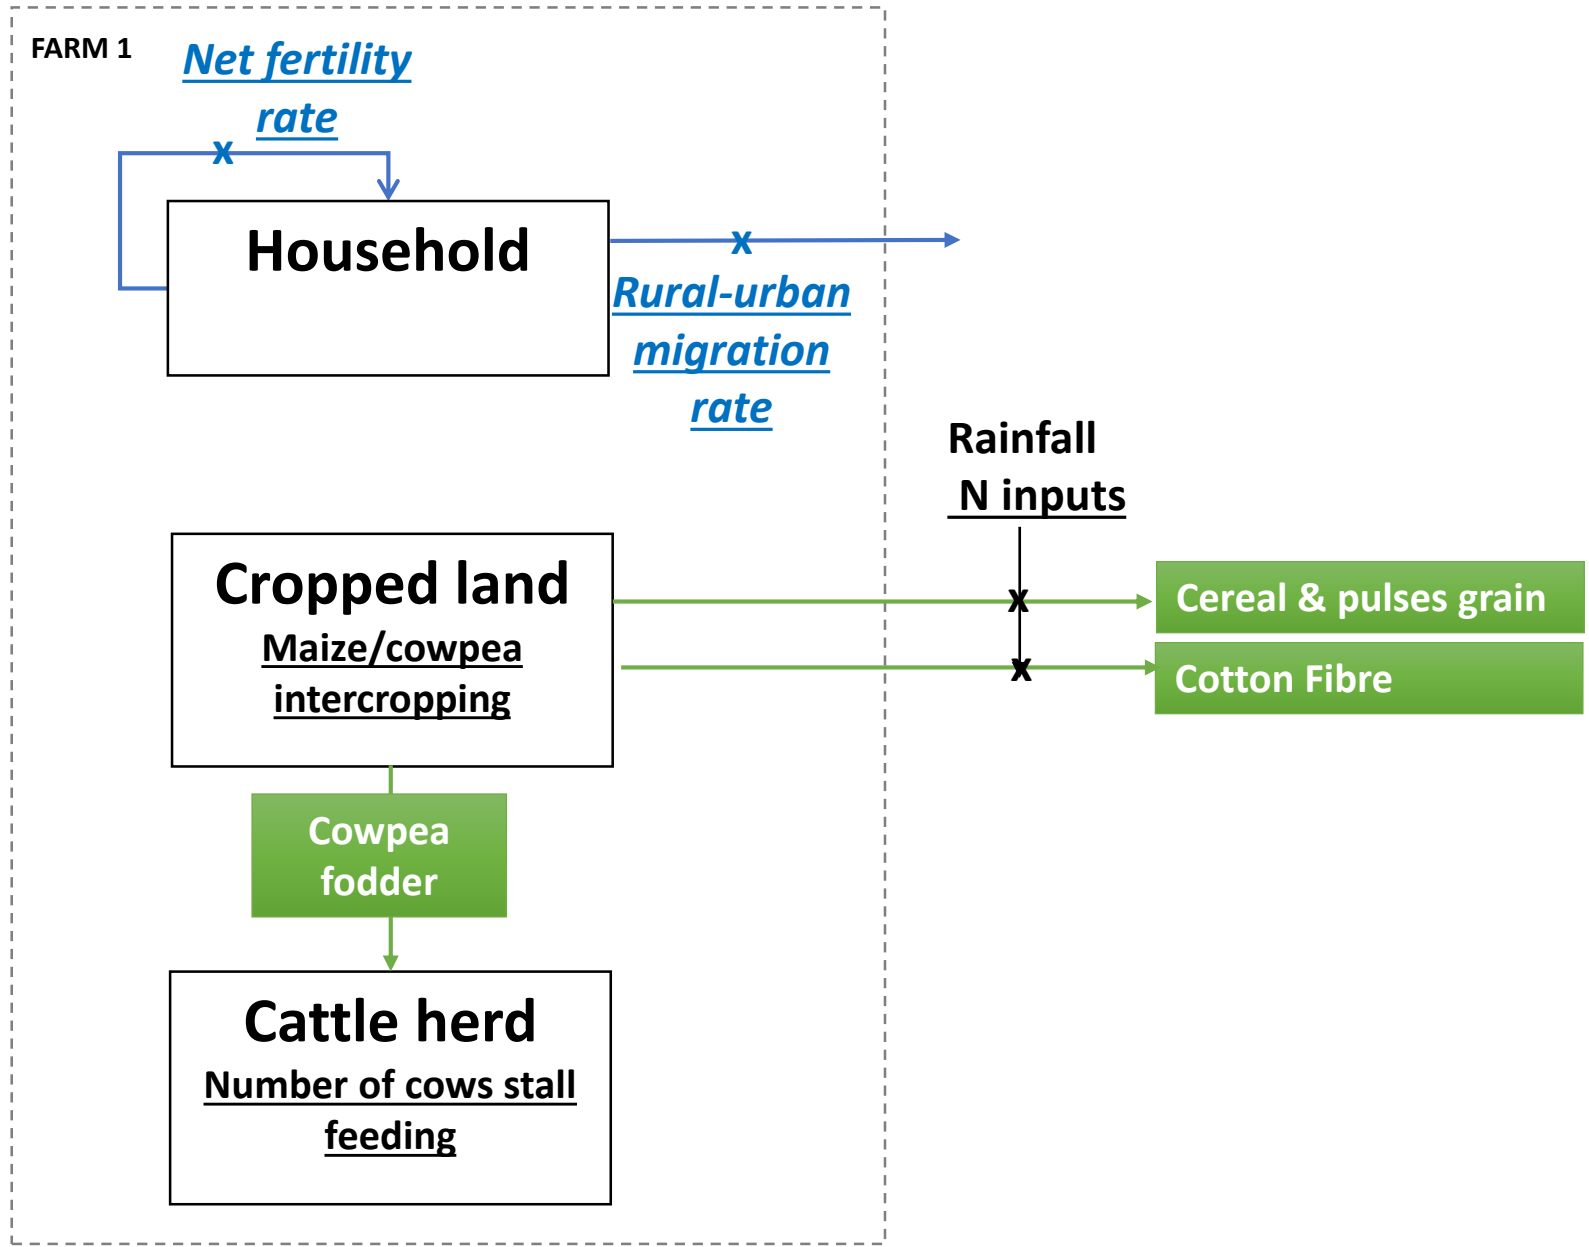 FARM 1
Net fertility
rate
x
Household
x
Rural-urban
migration
rate
Rainfall
N inputs
Cropped land
Maize/cowpea
intercropping
x
Cereal & pulses grain
x
Cotton Fibre
Cowpea
fodder
Cattle herd
Number of cows stall
feeding